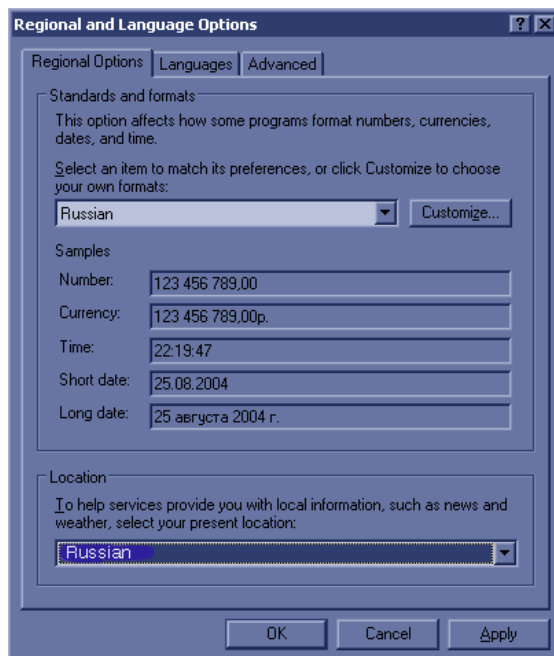 Regional and Language Options
Regional Options Languages Advanced
Standards and formats
This option affects how some programs format numbers, currencies,
dates, and time.
Select an item to match its preferences, or click Customize to choose
your own formats:
Russian Customize...
Samples
Number: 123 456 789,00
Currency: 123 456 789,00р.
Time: 22:19:47
Short date: 25.08.2004
Long date: 25 августа 2004 г.
Location
To help services provide you with local information, such as news and
weather, select your present location:
Russian
OK Cancel Apply